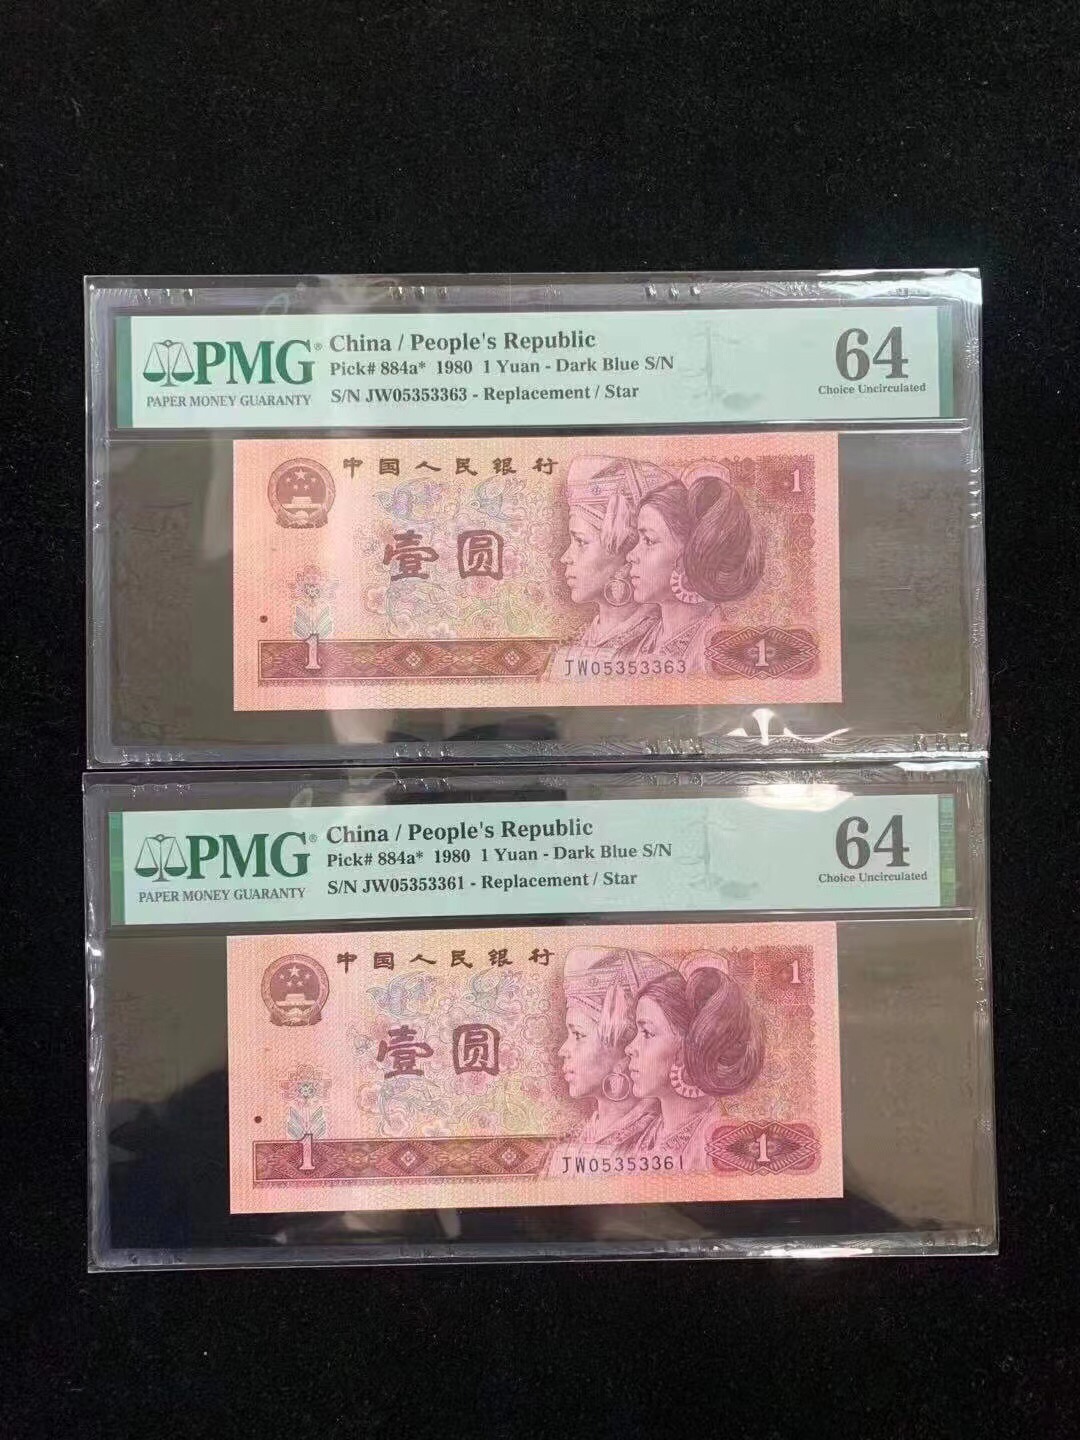 PMG®
PAPER MONEY GUARANTY
China / People's Republic
Pick# 884a* 1980 1 Yuan - Dark Blue S/N
S/N JW05353363 - Replacement / Star
64
Choice Uncirculated
中国人民银行
1
壹圆
1
JW05353363
1
PMG®
PAPER MONEY GUARANTY
China / People's Republic
Pick# 884a* 1980 1 Yuan - Dark Blue S/N
S/N JW05353361 - Replacement / Star
64
Choice Uncirculated
中国人民银行
1
壹圆
1
JW05353361
1